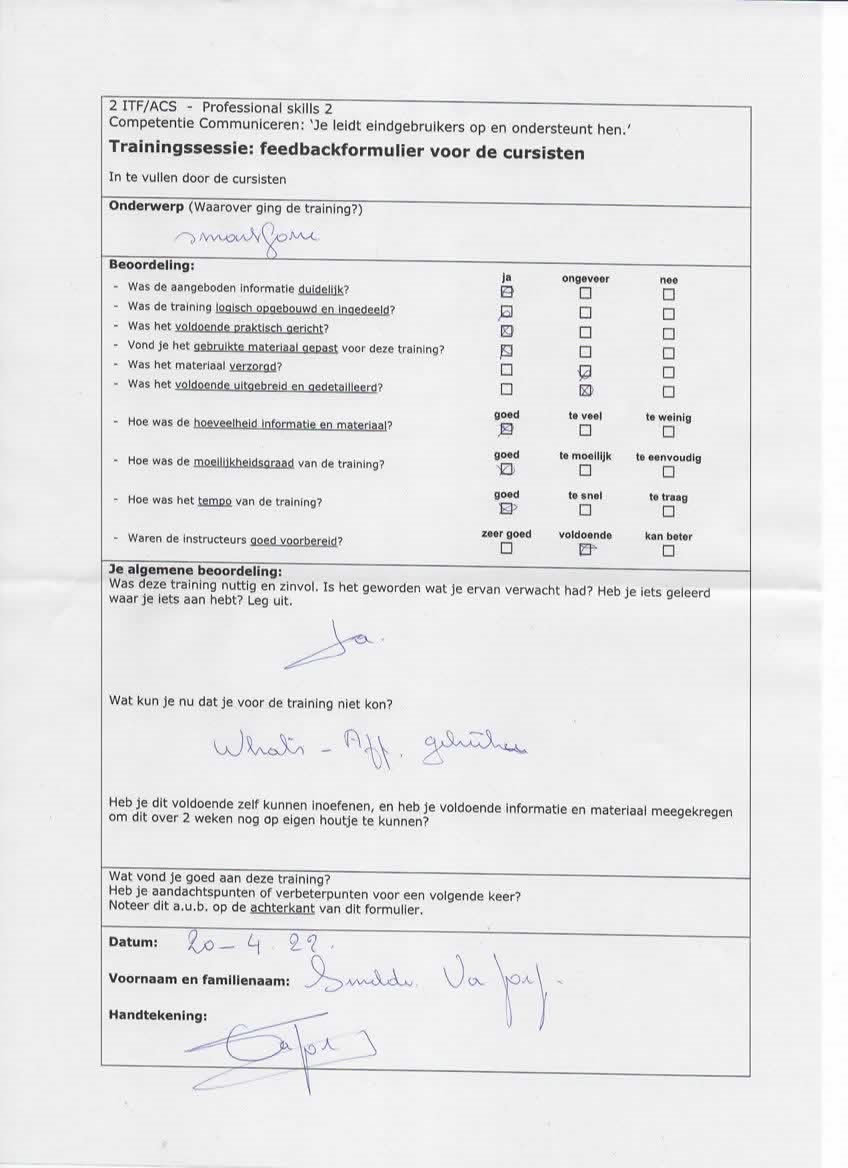 2 ITF/ACS - Professional skills 2
Competentie Communiceren: 'Je leidt eindgebruikers op en ondersteunt hen.'
Trainingssessie: feedbackformulier voor de cursisten
In te vullen door de cursisten
Onderwerp (Waarover ging de training?)
Beoordeling:
ja ongeveer nee
- Was de aangeboden informatie duidelijk?
- Was de training logisch opgebouwd en ingedeeld?
- Was het voldoende praktisch gericht?
- Vond je het gebruikte materiaal gepast voor deze training?
- Was het materiaal verzorgd?
- Was het voldoende uitgebreid en gedetailleerd?
goed te veel te weinig
- Hoe was de hoeveelheid informatie en materiaal?
goed te moeilijk te eenvoudig
- Hoe was de moeilijkheidsgraad van de training?
goed te snel te traag
- Hoe was het tempo van de training?
zeer goed voldoende kan beter
- Waren de instructeurs goed voorbereid?
Je algemene beoordeling:
Was deze training nuttig en zinvol. Is het geworden wat je ervan verwacht had? Heb je iets geleerd
waar je iets aan hebt? Leg uit.
Ja.
Wat kun je nu dat je voor de training niet kon?
What's - App.
Heb je dit voldoende zelf kunnen inoefenen, en heb je voldoende informatie en materiaal meegekregen
om dit over 2 weken nog op eigen houtje te kunnen?
Wat vond je goed aan deze training?
Heb je aandachtspunten of verbeterpunten voor een volgende keer?
Noteer dit a.u.b. op de achterkant van dit formulier.
Datum: 20-4.22.
Voornaam en familienaam:
Handtekening: